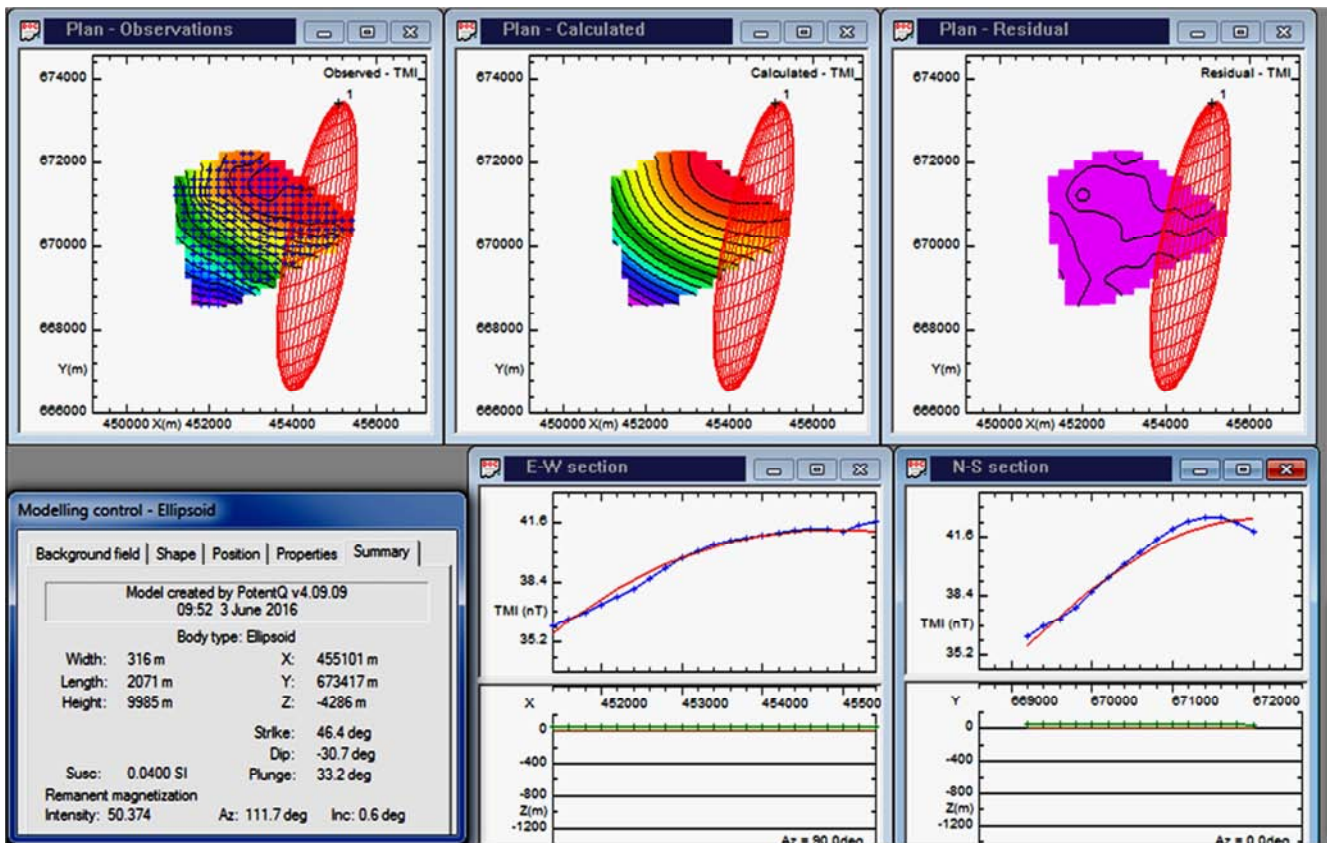 Plan - Observations
Observed - TMI
1
674000
672000
670000
668000
Y(m)
666000
450000 X(m) 452000 454000 456000
Plan - Calculated
Calculated - TMI
1
674000
672000
670000
668000
Y(m)
666000
450000 X(m) 452000 454000 456000
Plan - Residual
Residual - TMI
1
674000
672000
670000
668000
Y(m)
666000
450000 X(m) 452000 454000 456000
Modelling control - Ellipsoid
Background field Shape Position Properties Summary
Model created by PotentQ v4.09.09
09:52 3 June 2016
Body type: Ellipsoid
Width: 316 m X: 455101 m
Length: 2071 m Y: 673417 m
Height: 9985 m Z: -4286 m
Strike: 46.4 deg
Dip: -30.7 deg
Susc: 0.0400 SI Plunge: 33.2 deg
Remanent magnetization
Intensity: 50.374 Az: 111.7 deg Inc: 0.6 deg
E-W section
41.6
38.4
TMI (nT)
35.2
X 452000 453000 454000 45500
0
-400
-800
Z(m)
-1200
Az = 90.0deg
N-S section
41.6
38.4
TMI (nT)
35.2
Y 669000 670000 671000 672000
0
-400
-800
Z(m)
-1200
Az = 0.0deg